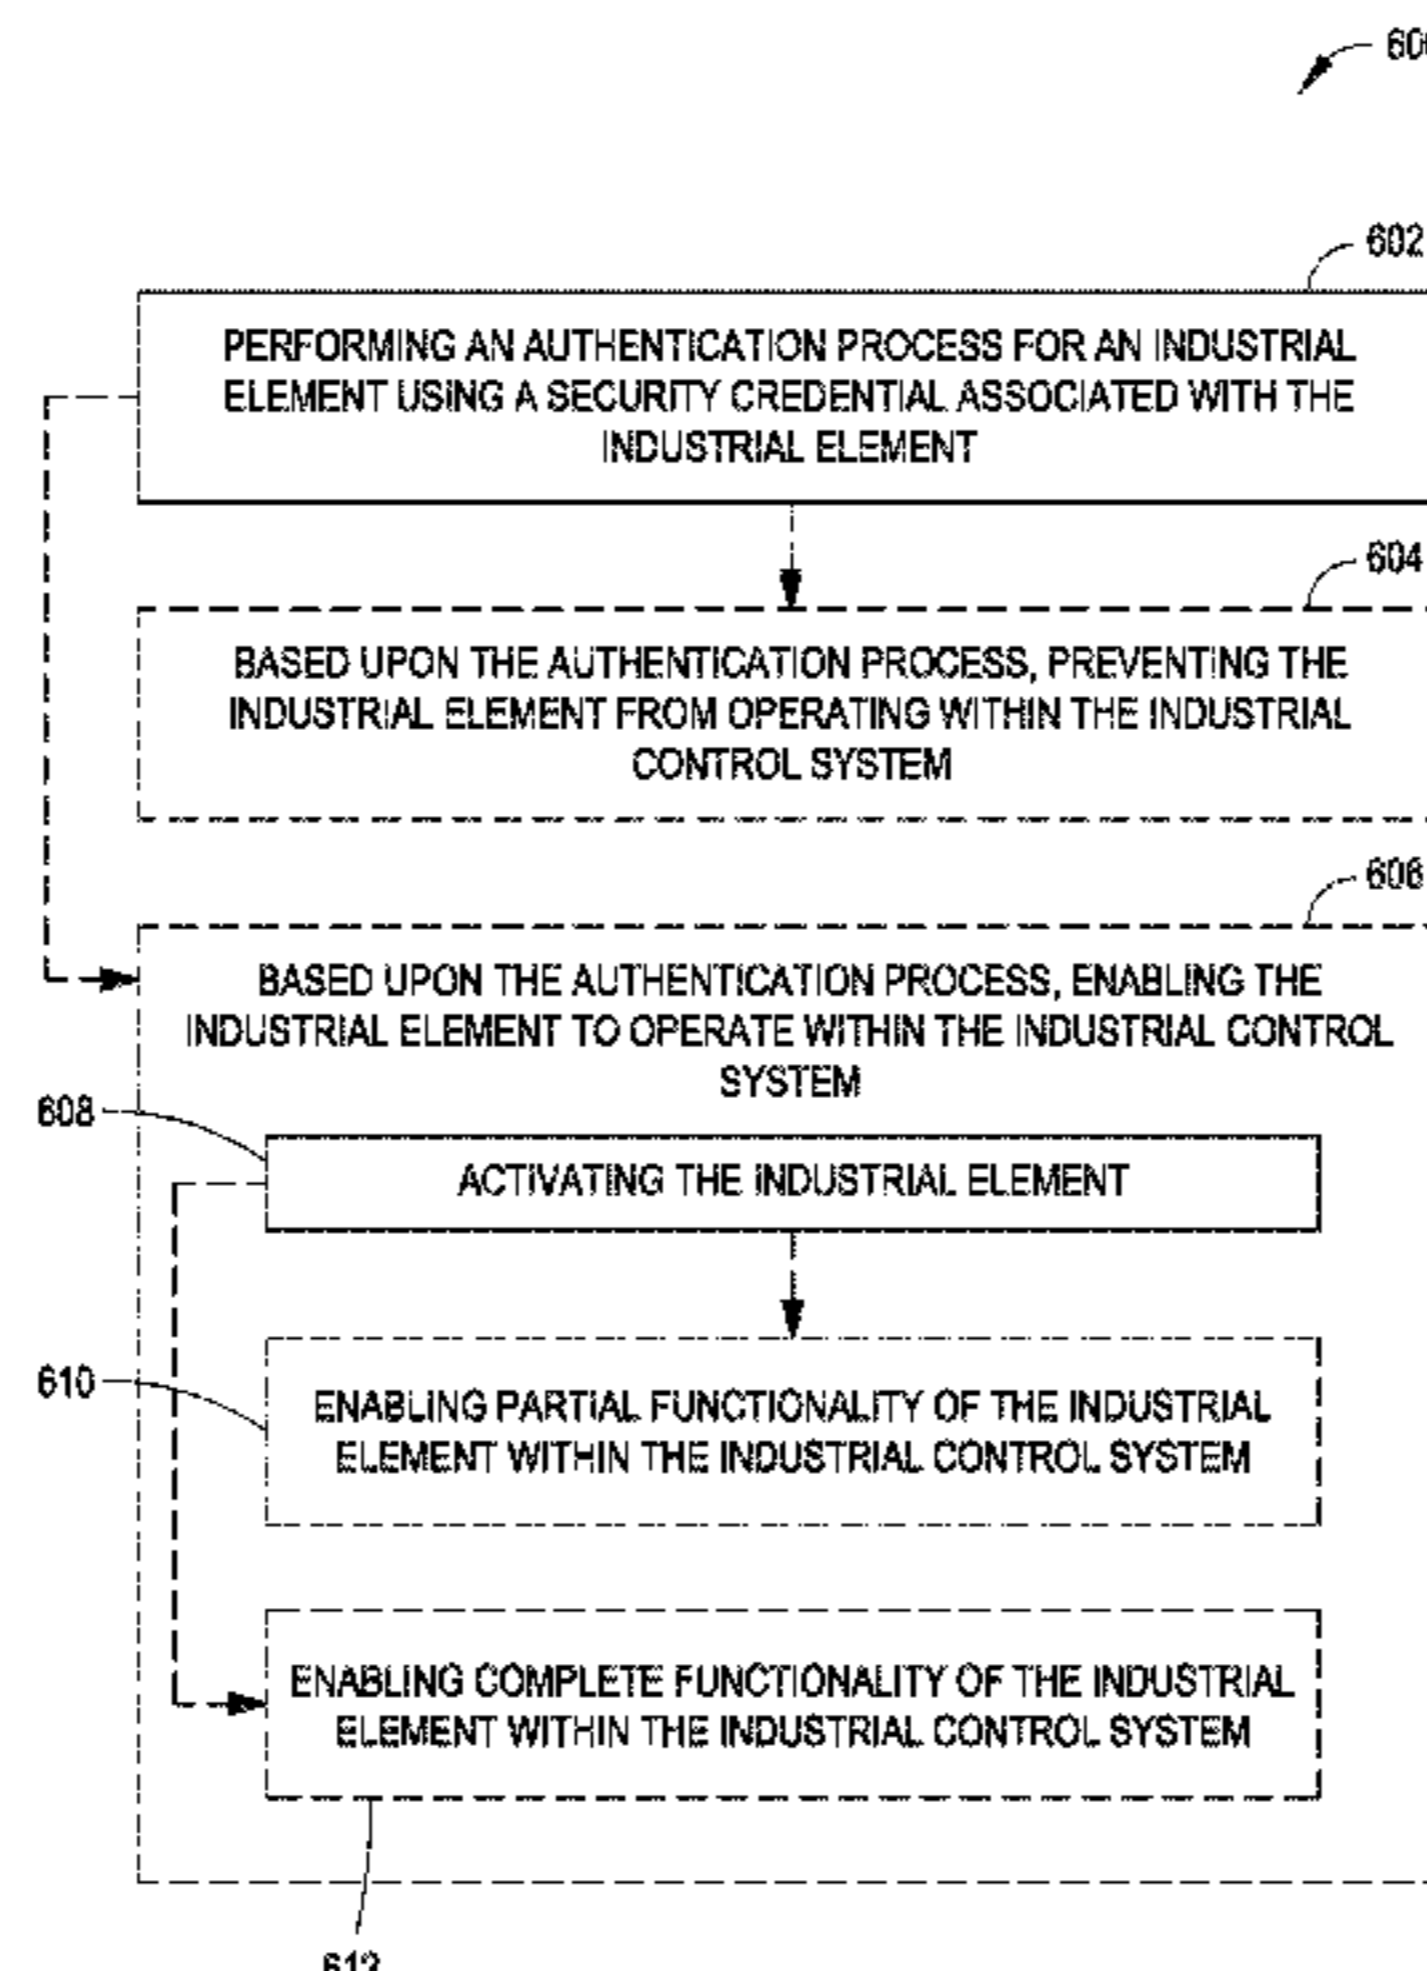 600
602
PERFORMING AN AUTHENTICATION PROCESS FOR AN INDUSTRIAL
ELEMENT USING A SECURITY CREDENTIAL ASSOCIATED WITH THE
INDUSTRIAL ELEMENT
604
BASED UPON THE AUTHENTICATION PROCESS, PREVENTING THE
INDUSTRIAL ELEMENT FROM OPERATING WITHIN THE INDUSTRIAL
CONTROL SYSTEM
606
BASED UPON THE AUTHENTICATION PROCESS, ENABLING THE
INDUSTRIAL ELEMENT TO OPERATE WITHIN THE INDUSTRIAL CONTROL
SYSTEM
608
ACTIVATING THE INDUSTRIAL ELEMENT
610
ENABLING PARTIAL FUNCTIONALITY OF THE INDUSTRIAL
ELEMENT WITHIN THE INDUSTRIAL CONTROL SYSTEM
ENABLING COMPLETE FUNCTIONALITY OF THE INDUSTRIAL
ELEMENT WITHIN THE INDUSTRIAL CONTROL SYSTEM
612